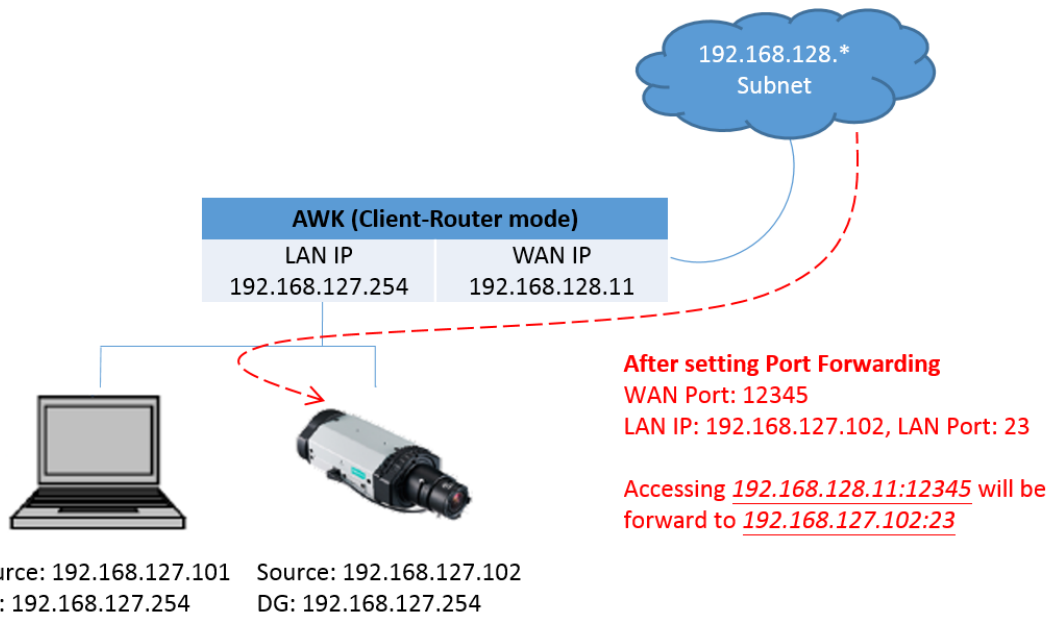 192.168.128.*
Subnet
AWK (Client-Router mode)
LAN IP
192.168.127.254
WAN IP
192.168.128.11
After setting Port Forwarding
WAN Port: 12345
LAN IP: 192.168.127.102, LAN Port: 23
Accessing 192.168.128.11:12345 will be
forward to 192.168.127.102:23
urce: 192.168.127.101
: 192.168.127.254
Source: 192.168.127.102
DG: 192.168.127.254